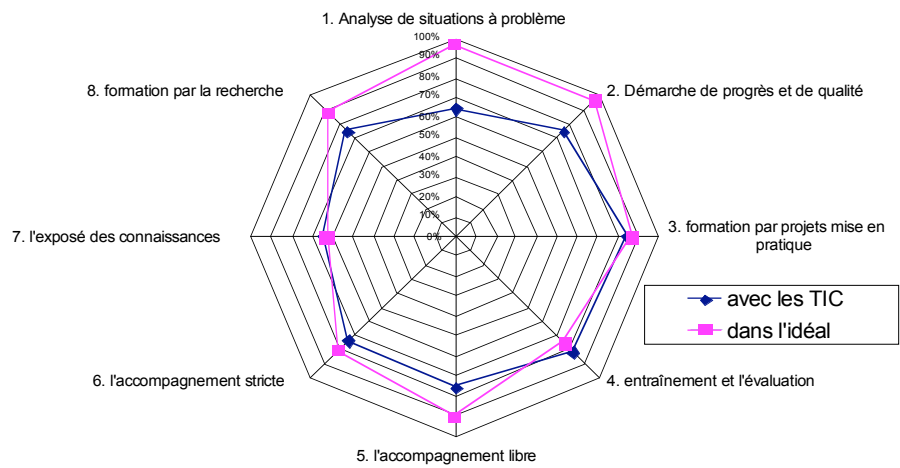 1. Analyse de situations à problème
100%
90%
80%
70%
60%
50%
40%
30%
20%
10%
0%
8. formation par la recherche
2. Démarche de progrès et de qualité
7. l'exposé des connaissances
3. formation par projets mise en
pratique
avec les TIC
dans l'idéal
6. l'accompagnement stricte
4. entraînement et l'évaluation
5. l'accompagnement libre